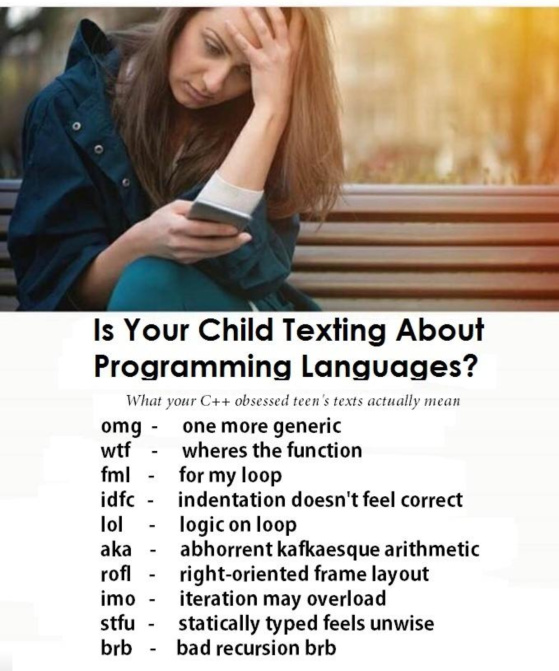 Is Your Child Texting About
Programming Languages?
What your C++ obsessed teen's texts actually mean
omg - one more generic
wtf - wheres the function
fml - for my loop
idfc - indentation doesn't feel correct
lol - logic on loop
aka - abhorrent kafkaesque arithmetic
rofl - right-oriented frame layout
imo - iteration may overload
stfu - statically typed feels unwise
brb - bad recursion brb